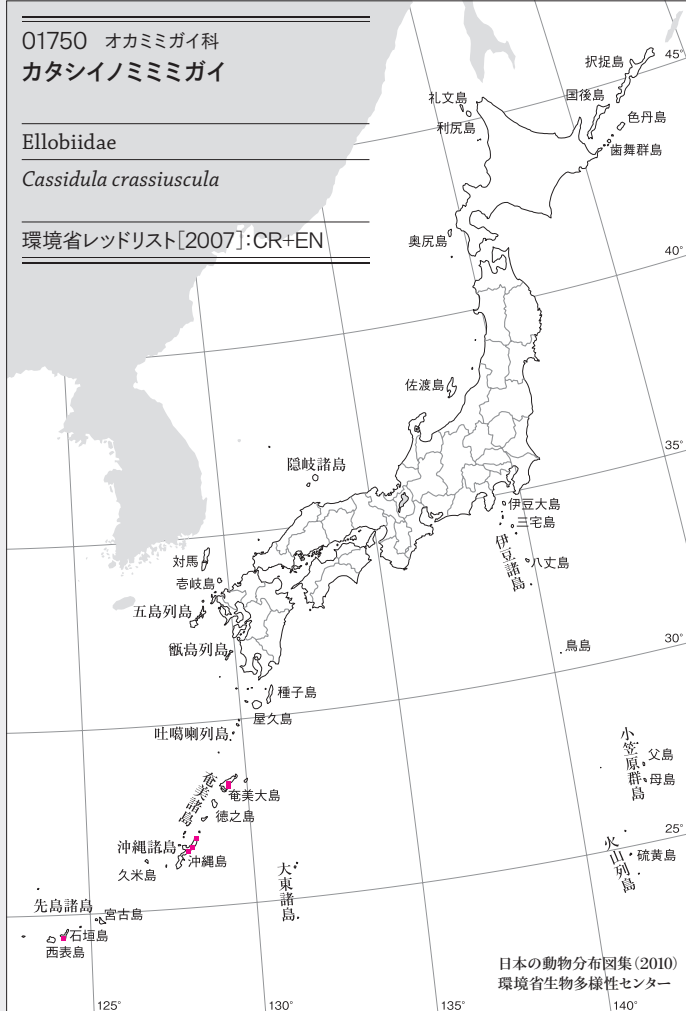 01750 オカミミガイ科
カタシイノミミミガイ
Ellobiidae
Cassidula crassiuscula
環境省レッドリスト[2007]:CR+EN
択捉島
45°
国後島
礼文島
色丹島
利尻島
歯舞群島
奥尻島
40°
佐渡島
35°
隠岐諸島
伊豆大島
三宅島
伊豆諸島
八丈島
対馬
壱岐島
五島列島
鳥島
30°
甑島列島
種子島
屋久島
吐噶喇列島
小笠原群島
父島
母島
奄美諸島
奄美大島
徳之島
25°
火山列島
硫黄島
沖縄諸島
沖縄島
久米島
大東諸島
先島諸島
宮古島
石垣島
西表島
日本の動物分布図集(2010)
環境省生物多様性センター
125°
130°
135°
140°